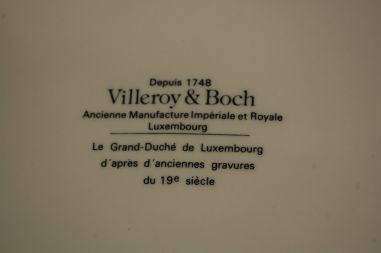 Depuis 1748
Villeroy & Boch
Ancienne Manufacture Impériale et Royale
Luxembourg
Le Grand-Duché de Luxembourg
d'après d'anciennes gravures
du 19e siècle